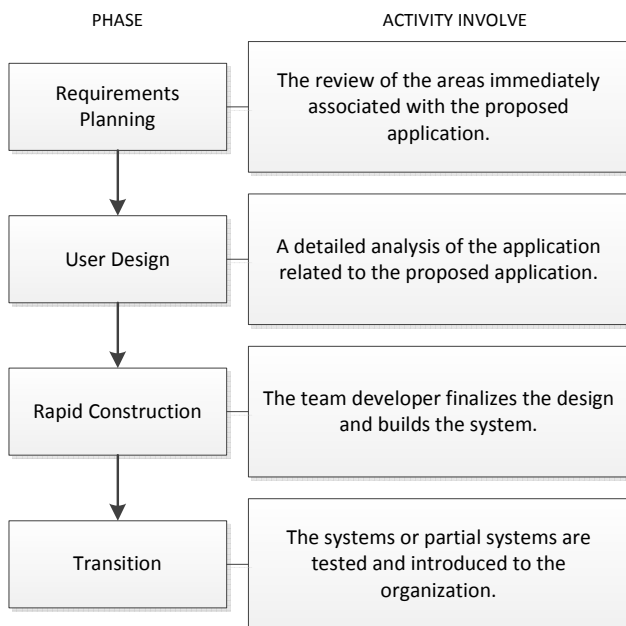 PHASE
ACTIVITY INVOLVE
Requirements
Planning
The review of the areas immediately
associated with the proposed
application.
User Design
A detailed analysis of the application
related to the proposed application.
Rapid Construction
The team developer finalizes the design
and builds the system.
Transition
The systems or partial systems are
tested and introduced to the
organization.